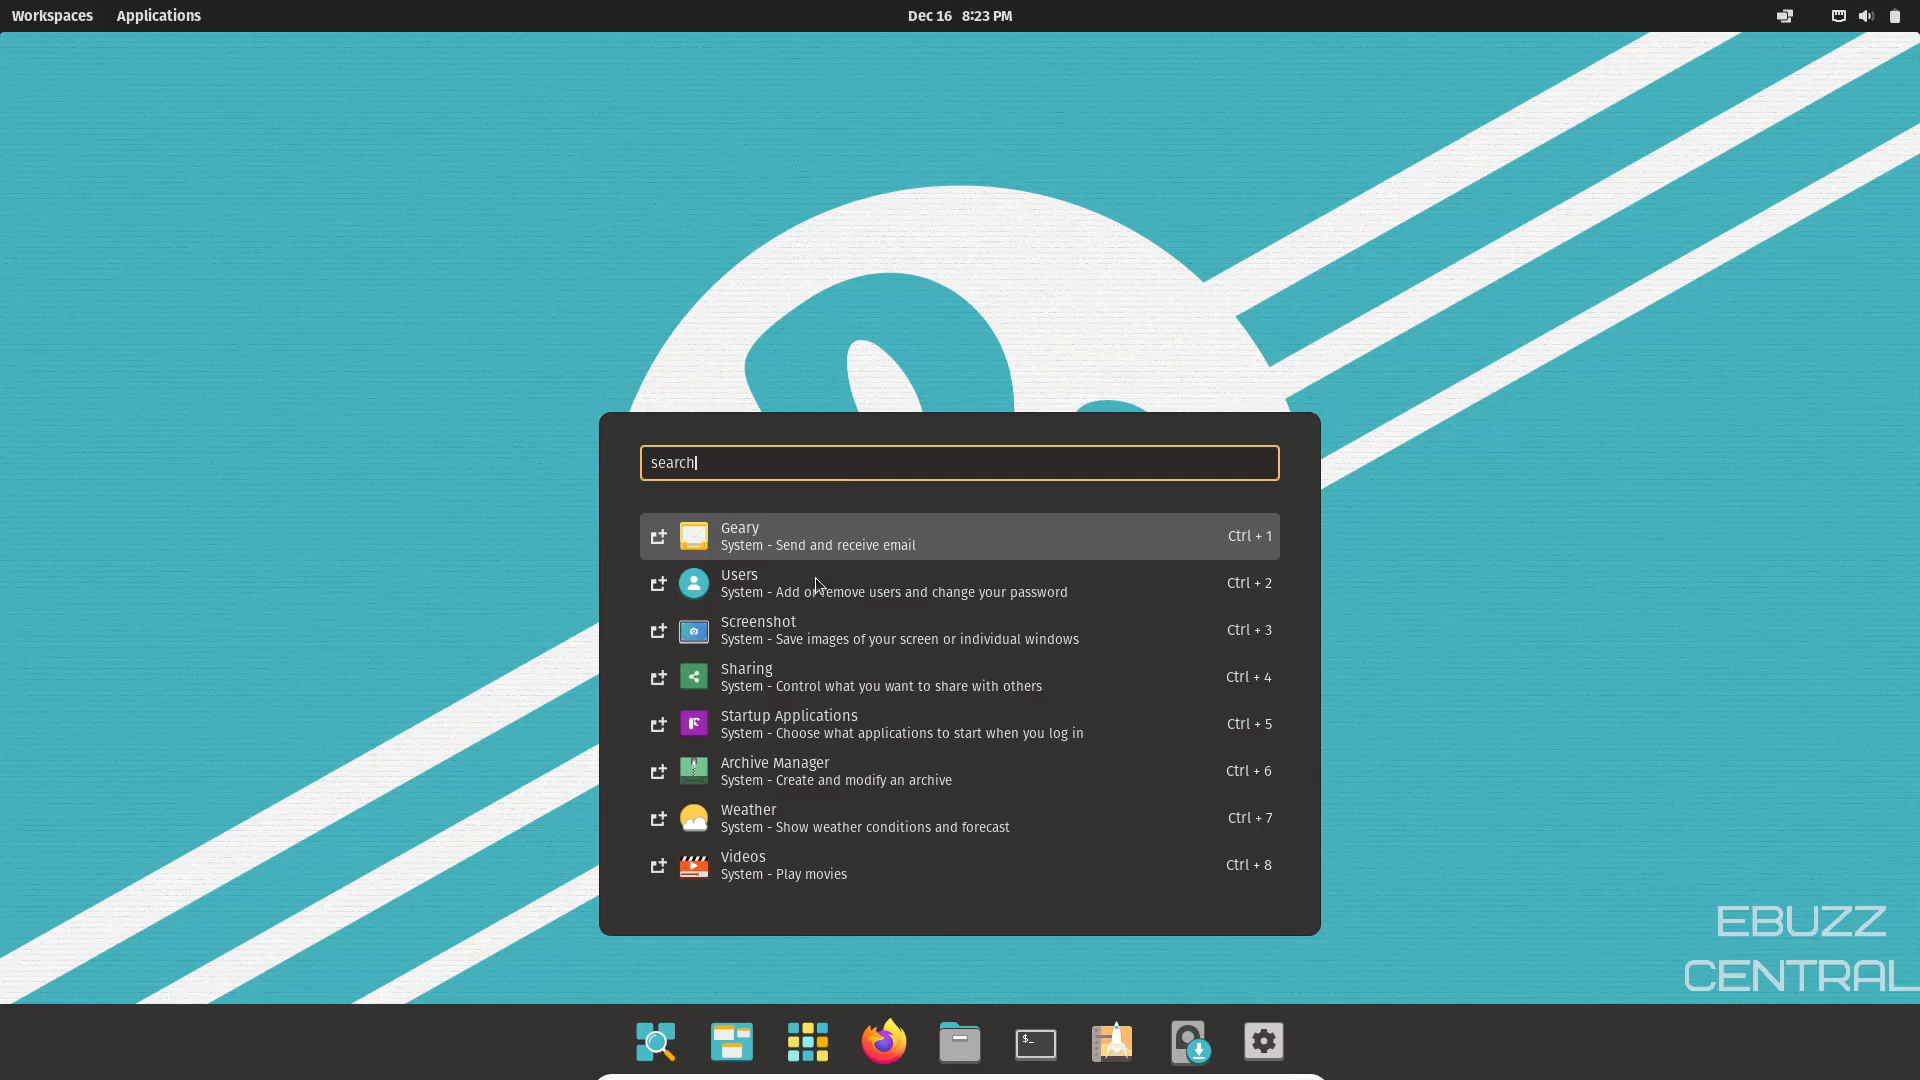 Workspaces Applications Dec 16 8:23 PM
search
Geary
System - Send and receive email Ctrl + 1
Users
System - Add or remove users and change your password Ctrl + 2
Screenshot
System - Save images of your screen or individual windows Ctrl + 3
Sharing
System - Control what you want to share with others Ctrl + 4
Startup Applications
System - Choose what applications to start when you log in Ctrl + 5
Archive Manager
System - Create and modify an archive Ctrl + 6
Weather
System - Show weather conditions and forecast Ctrl + 7
Videos
System - Play movies Ctrl + 8
EBUZZ
CENTRAL
$_